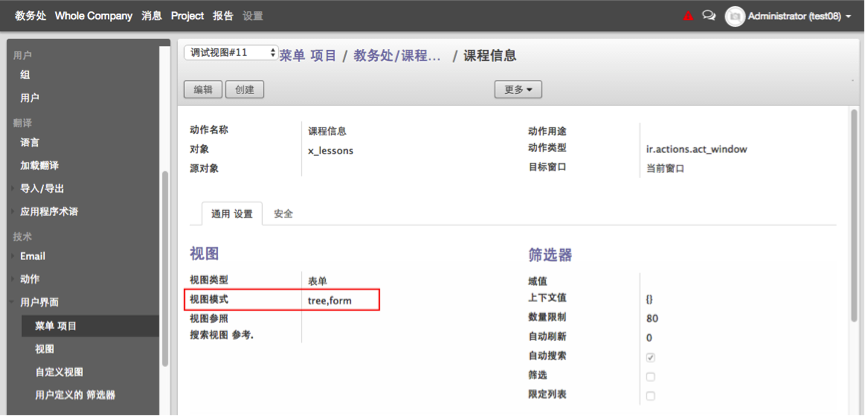 教务处 Whole Company 消息 Project 报告 设置 Administrator (test08)
用户
组
用户
翻译
语言
加载翻译
导入/导出
应用程序术语
技术
Email
动作
用户界面
菜单 项目
视图
自定义视图
用户定义的 筛选器
调试视图#11 菜单 项目 / 教务处/课程... / 课程信息
编辑 创建 更多
动作名称 课程信息
对象 x_lessons
源对象
动作用途
动作类型 ir.actions.act_window
目标窗口 当前窗口
通用 设置 安全
视图
视图类型 表单
视图模式 tree,form
视图参照
搜索视图 参考.
筛选器
域值
上下文值 {}
数量限制 80
自动刷新 0
自动搜索
筛选
限定列表